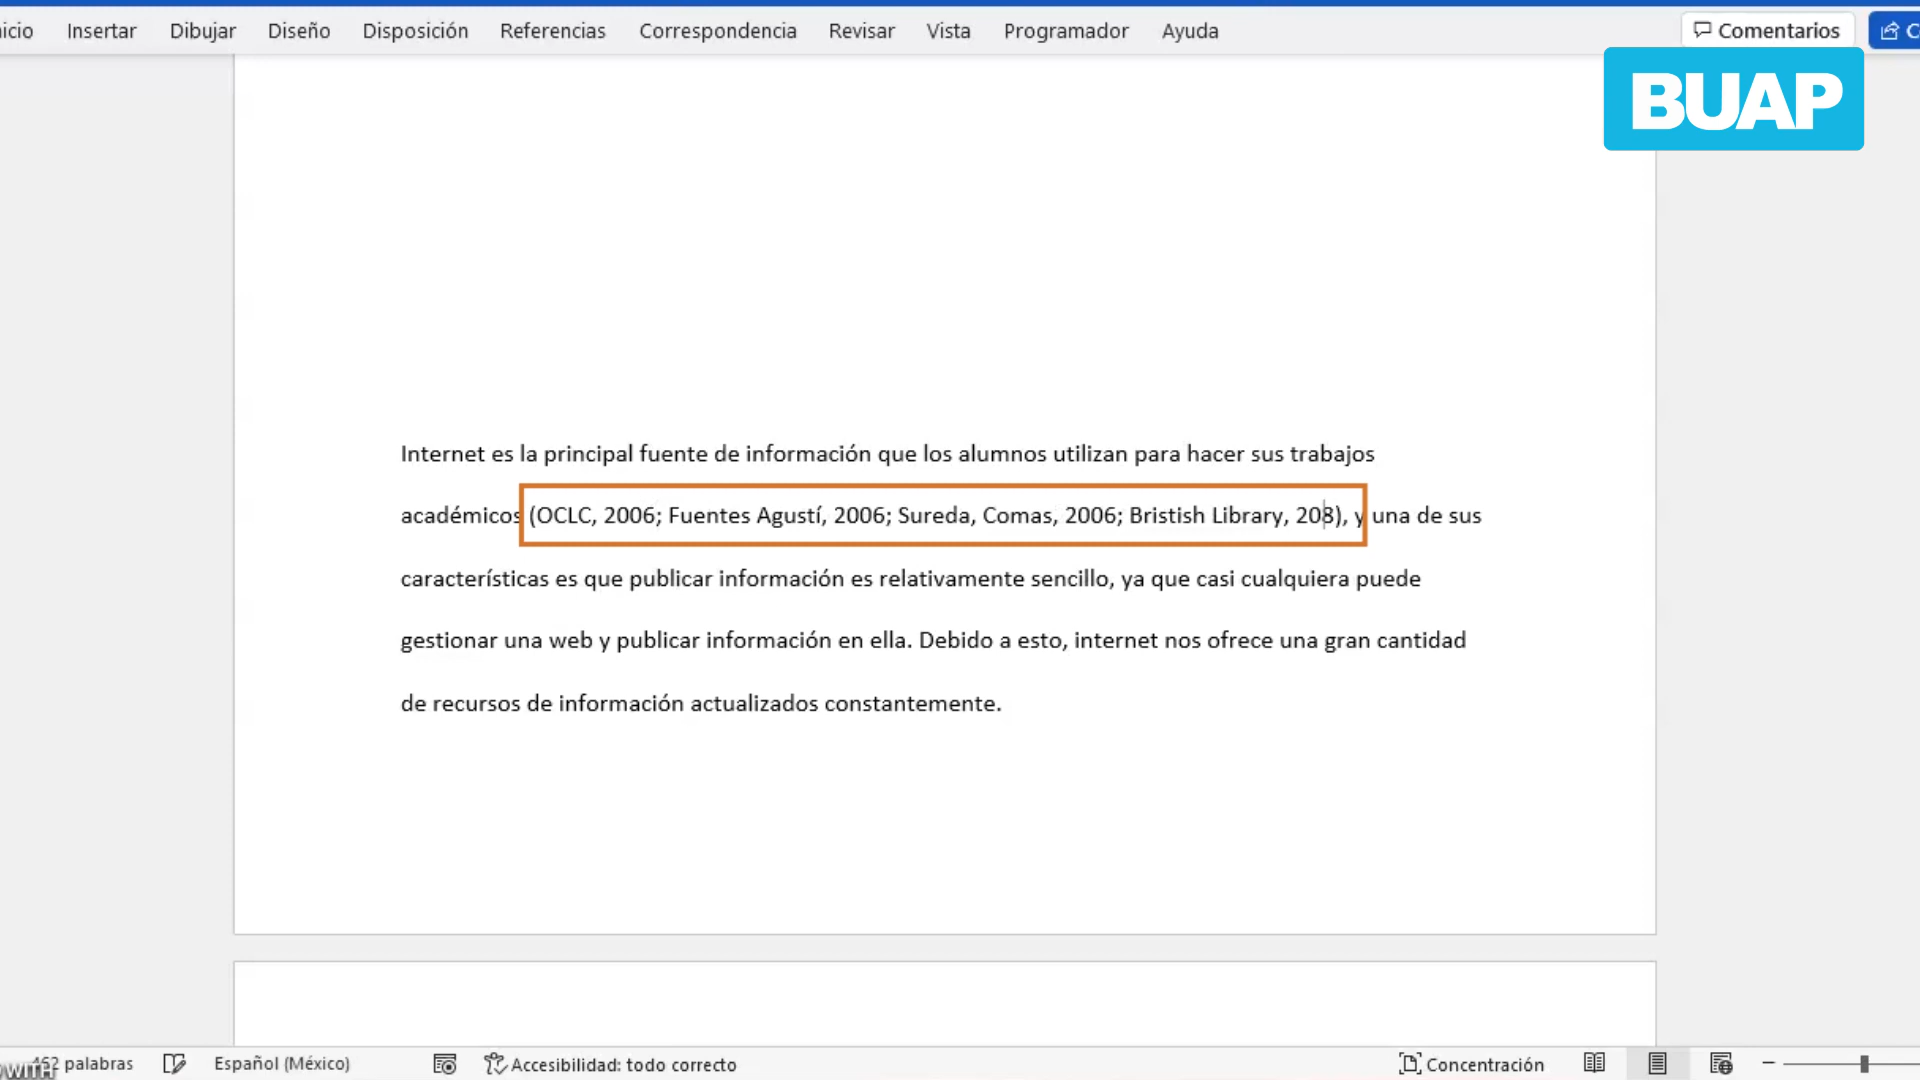 Insertar Dibujar Diseño Disposición Referencias Correspondencia Revisar Vista Programador Ayuda Comentarios
BUAP
Internet es la principal fuente de información que los alumnos utilizan para hacer sus trabajos
académicos (OCLC, 2006; Fuentes Agustí, 2006; Sureda, Comas, 2006; Bristish Library, 208), y una de sus
características es que publicar información es relativamente sencillo, ya que casi cualquiera puede
gestionar una web y publicar información en ella. Debido a esto, internet nos ofrece una gran cantidad
de recursos de información actualizados constantemente.
palabras Español (México) Accesibilidad: todo correcto Concentración
WITH